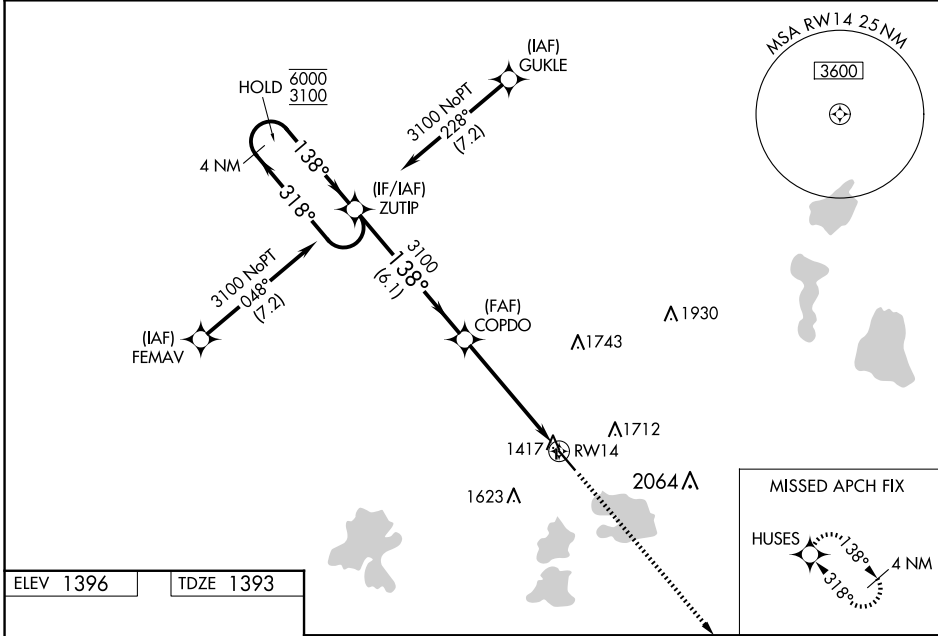 MSA RW14 25 NM
3600
(IAF)
GUKLE
3100 NoPT
228°
(7.2)
HOLD
6000
3100
4 NM
138°
318°
(IF/IAF)
ZUTIP
3100 NoPT
048°
(7.2)
(IAF)
FEMAV
3100
138°
(6.1)
(FAF)
COPDO
1930
1743
1712
1417
RW14
2064
1623
MISSED APCH FIX
HUSES
138°
318°
4 NM
ELEV 1396
TDZE 1393